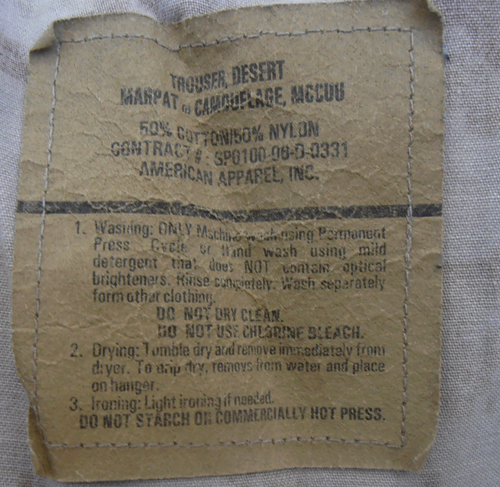 TROUSER, DESERT
MARPAT ® CAMOUFLAGE, MCCUU
50% COTTON/50% NYLON
CONTRACT # : SPO100-06-D-0331
AMERICAN APPAREL, INC.
1. Washing: ONLY Machine wash using Permanent
Press Cycle or Hand wash using mild
detergent that does NOT contain optical
brighteners. Rinse completely. Wash separately
form other clothing.
DO NOT DRY CLEAN.
DO NOT USE CHLORINE BLEACH.
2. Drying: Tumble dry and remove immediately from
dryer. To drip dry, remove from water and place
on hanger.
3. Ironing: Light ironing if needed.
DO NOT STARCH OR COMMERCIALLY HOT PRESS.